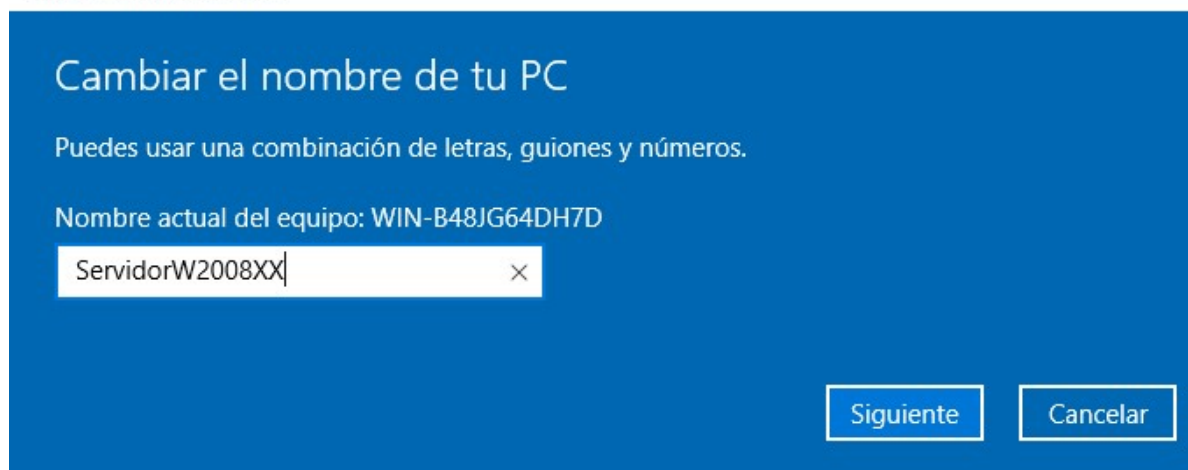 Cambiar el nombre de tu PC
Puedes usar una combinación de letras, guiones y números.
Nombre actual del equipo: WIN-B48JG64DH7D
ServidorW2008XX
Siguiente
Cancelar